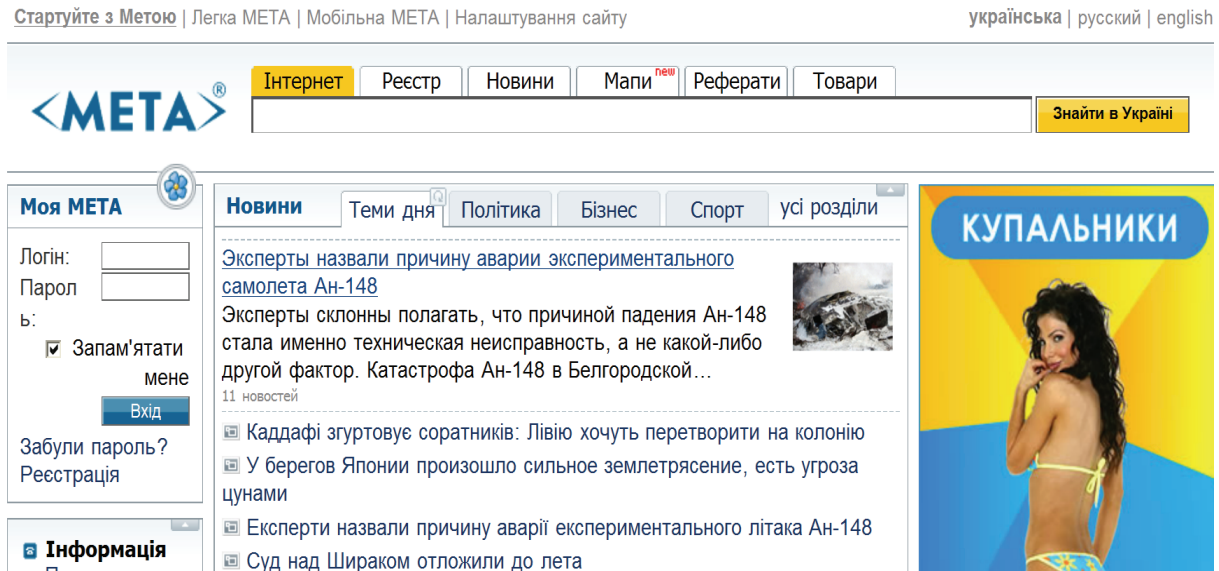 Стартуйте з Метою | Легка МЕТА | Мобільна МЕТА | Налаштування сайту
українська | русский | english
<META>®
Інтернет Реєстр Новини Мапи new Реферати Товари
Знайти в Україні
Моя МЕТА
Логін:
Парол
ь:
Запам'ятати
мене
Вхід
Забули пароль?
Реєстрація
Інформація
Новини Теми дня Політика Бізнес Спорт усі розділи
Эксперты назвали причину аварии экспериментального
самолета Ан-148
Эксперты склонны полагать, что причиной падения Ан-148
стала именно техническая неисправность, а не какой-либо
другой фактор. Катастрофа Ан-148 в Белгородской...
11 новостей
Каддафі згуртовує соратників: Лівію хочуть перетворити на колонію
У берегов Японии произошло сильное землетрясение, есть угроза
цунами
Експерти назвали причину аварії експериментального літака Ан-148
Суд над Шираком отложили до лета
КУПАЛЬНИКИ